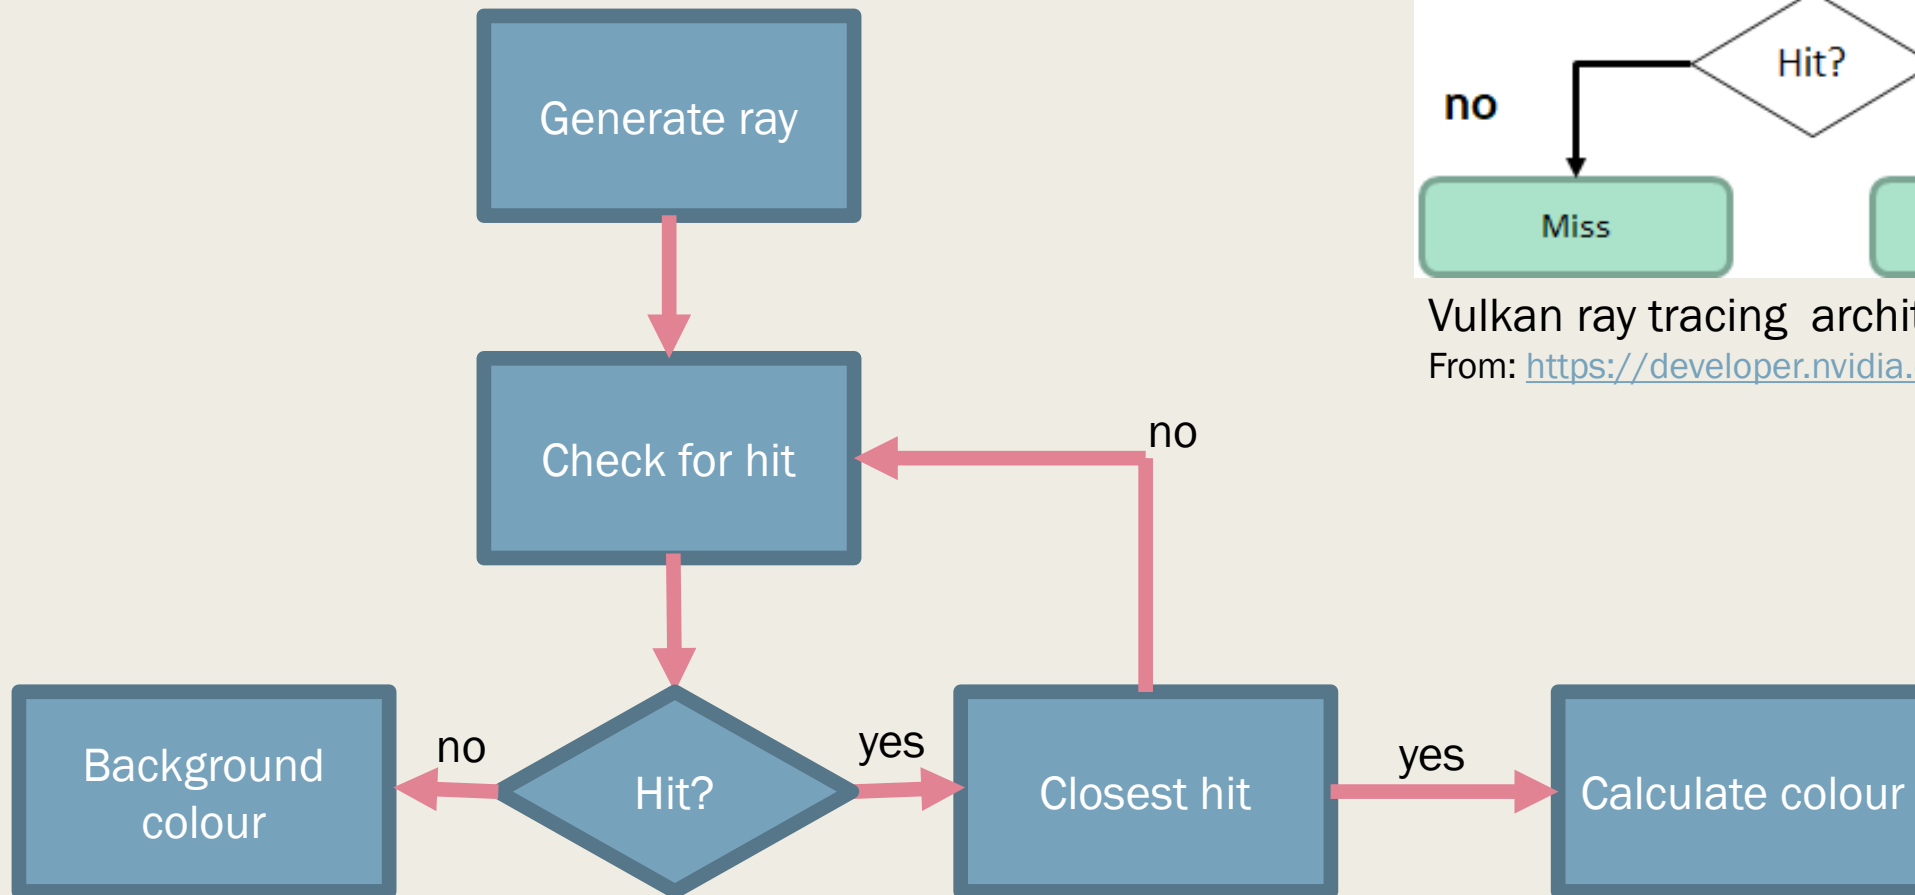 Generate ray
Check for hit
no
Background
colour
no
Hit?
yes
Closest hit
yes
Calculate colour
Hit?
no
Miss
Vulkan ray tracing archit
From: https://developer.nvidia.